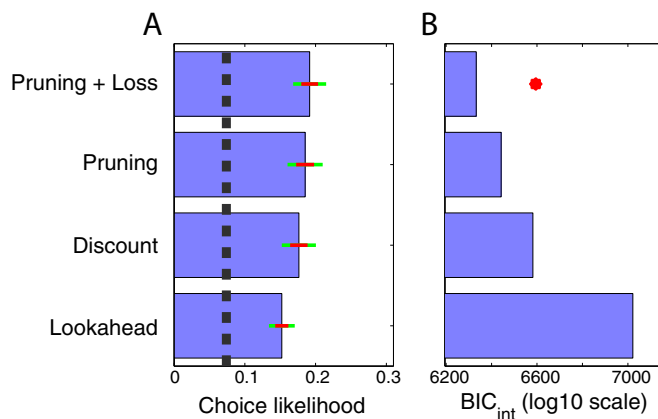 A
B
Pruning + Loss
Pruning
Discount
Lookahead
0 0.1 0.2 0.3
6200 6600 7000
Choice likelihood
BICint (log10 scale)